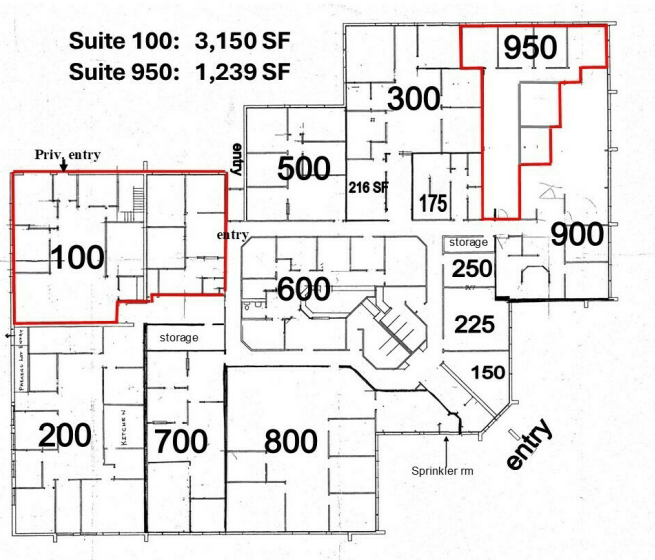 Suite 100: 3,150 SF
Suite 950: 1,239 SF
950
300
Priv. entry
entry
500
216 SF
175
100
entry
900
storage
250
600
225
storage
150
200
KITCHEN
700
800
entry
Sprinkler rm